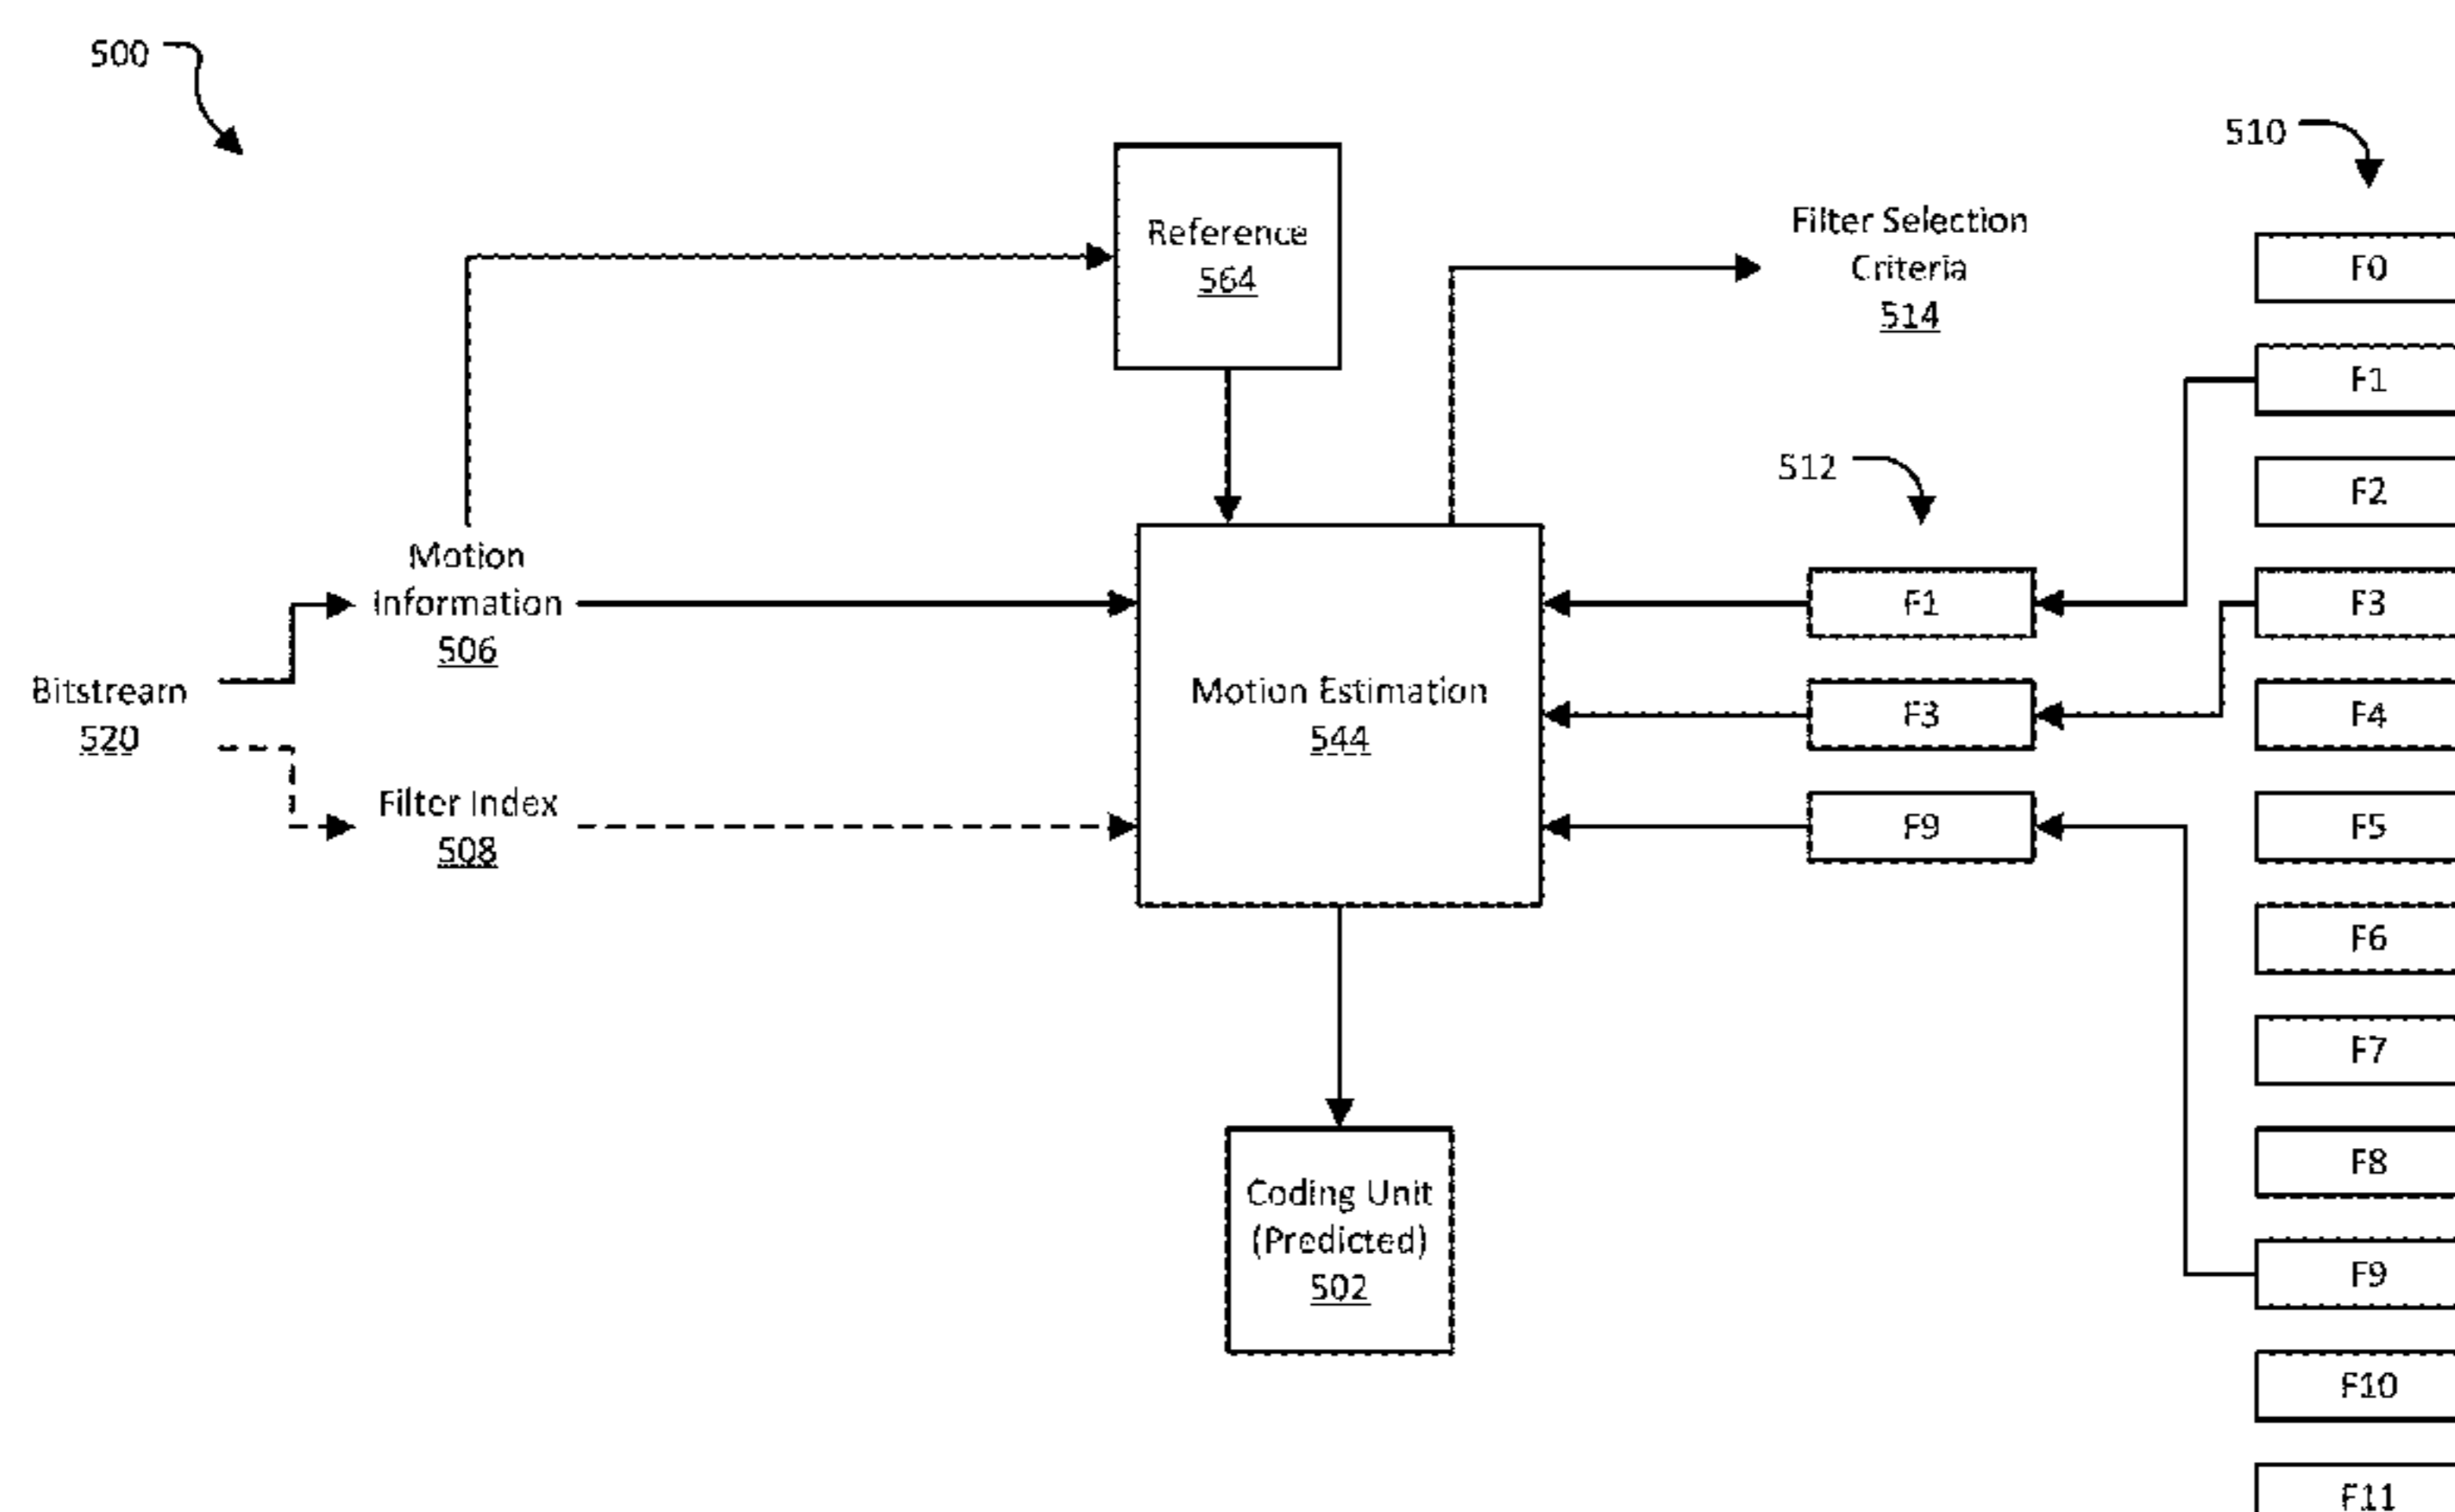 500
510
Reference
564
Filter Selection
Criteria
514
F0
F1
512
F2
Motion
Information
506
F1
F3
Bitstream
520
Motion Estimation
544
F3
F4
Filter Index
508
F9
F5
F6
F7
Coding Unit
(Predicted)
502
F8
F9
F10
F11